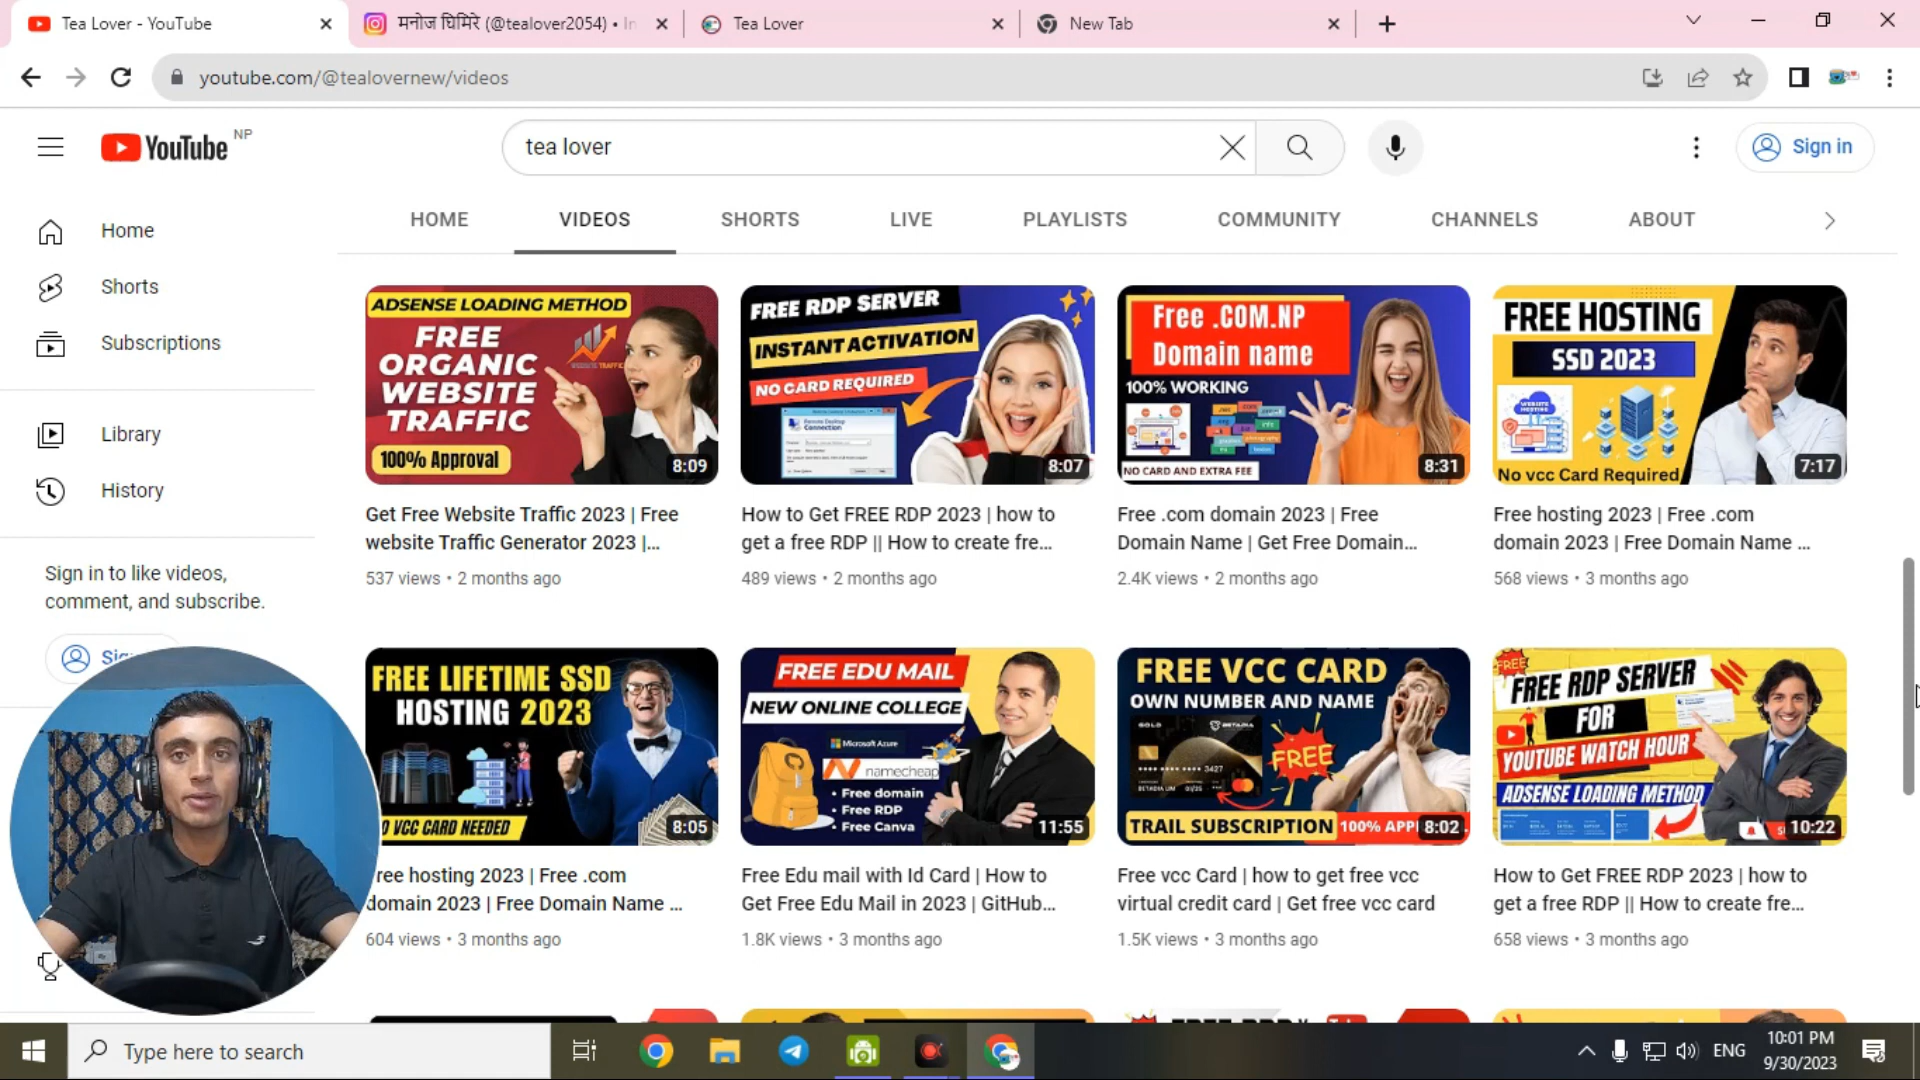 Tea Lover - YouTube
मनोज घिमिरे (@tealover2054) • In
Tea Lover
New Tab
youtube.com/@tealovernew/videos
YouTube NP
tea lover
Sign in
HOME
VIDEOS
SHORTS
LIVE
PLAYLISTS
COMMUNITY
CHANNELS
ABOUT
Home
Shorts
Subscriptions
Library
History
Sign in to like videos,
comment, and subscribe.
ADSENSE LOADING METHOD
FREE
ORGANIC
WEBSITE
TRAFFIC
100% Approval
8:09
Get Free Website Traffic 2023 | Free
website Traffic Generator 2023 |...
537 views • 2 months ago
FREE RDP SERVER
INSTANT ACTIVATION
NO CARD REQUIRED
Remote Desktop
Connection
8:07
How to Get FREE RDP 2023 | how to
get a free RDP || How to create fre...
489 views • 2 months ago
Free .COM.NP
Domain name
100% WORKING
NO CARD AND EXTRA FEE
8:31
Free .com domain 2023 | Free
Domain Name | Get Free Domain...
2.4K views • 2 months ago
FREE HOSTING
SSD 2023
No vcc Card Required
7:17
Free hosting 2023 | Free .com
domain 2023 | Free Domain Name ...
568 views • 3 months ago
FREE LIFETIME SSD
HOSTING 2023
O VCC CARD NEEDED
8:05
ree hosting 2023 | Free .com
domain 2023 | Free Domain Name ...
604 views • 3 months ago
FREE EDU MAIL
NEW ONLINE COLLEGE
Microsoft Azure
namecheap
• Free domain
• Free RDP
• Free Canva
11:55
Free Edu mail with Id Card | How to
Get Free Edu Mail in 2023 | GitHub...
1.8K views • 3 months ago
FREE VCC CARD
OWN NUMBER AND NAME
GOLD
3427
FREE
TRAIL SUBSCRIPTION
100% APPI
8:02
Free vcc Card | how to get free vcc
virtual credit card | Get free vcc card
1.5K views • 3 months ago
FREE
FREE RDP SERVER
FOR
YOUTUBE WATCH HOUR
ADSENSE LOADING METHOD
10:22
How to Get FREE RDP 2023 | how to
get a free RDP || How to create fre...
658 views • 3 months ago
Type here to search
ENG
10:01 PM
9/30/2023